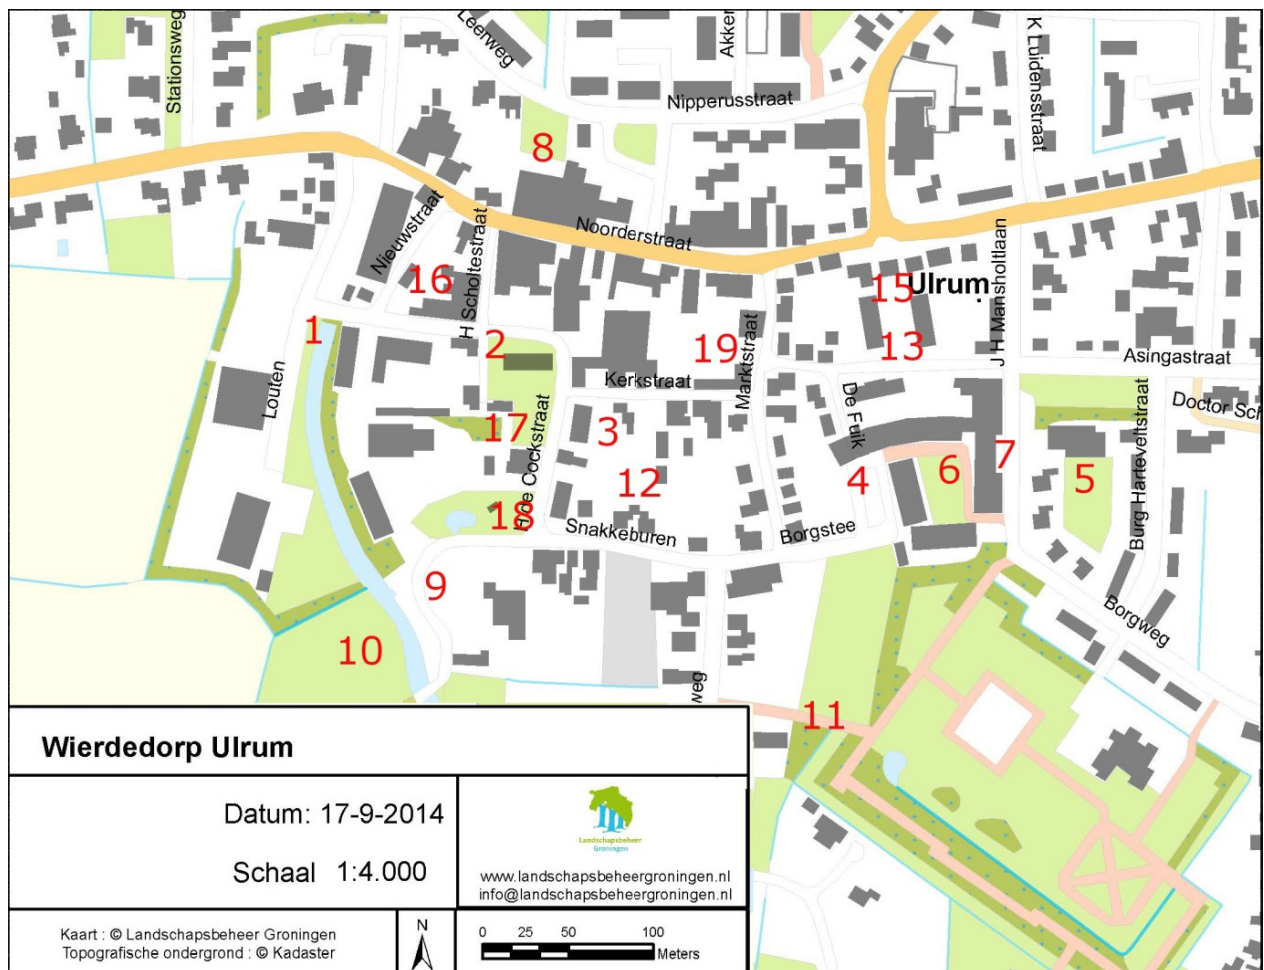 Stationsweg
Leerweg
Akker
K Luidensstraat
Nipperusstraat
8
Nieuwstraat
H Scholtestraat
Noorderstraat
J H Mansholtlaan
16
15
Ulrum
1
2
19
Marktstraat
13
Asingastraat
Louten
Kerkstraat
De Fuik
Burg Harteveltstraat
Doctor Sch
17
H de Cockstraat
3
12
4
6
7
5
18
Snakkeburen
Borgstee
9
Borgweg
10
weg
11
Wierdedorp Ulrum
Datum: 17-9-2014
Schaal 1:4.000
Landschapsbeheer
Groningen
www.landschapsbeheergroningen.nl
info@landschapsbeheergroningen.nl
Kaart : © Landschapsbeheer Groningen
Topografische ondergrond : © Kadaster
N
0 25 50 100
Meters